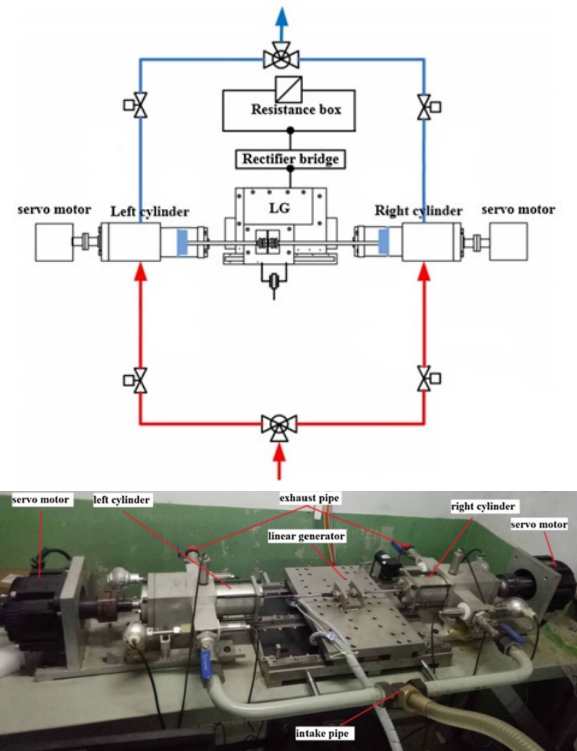 Resistance box
Rectifier bridge
LG
servo motor
Left cylinder
Right cylinder
servo motor
servo motor
left cylinder
exhaust pipe
right cylinder
servo motor
linear generator
intake pipe